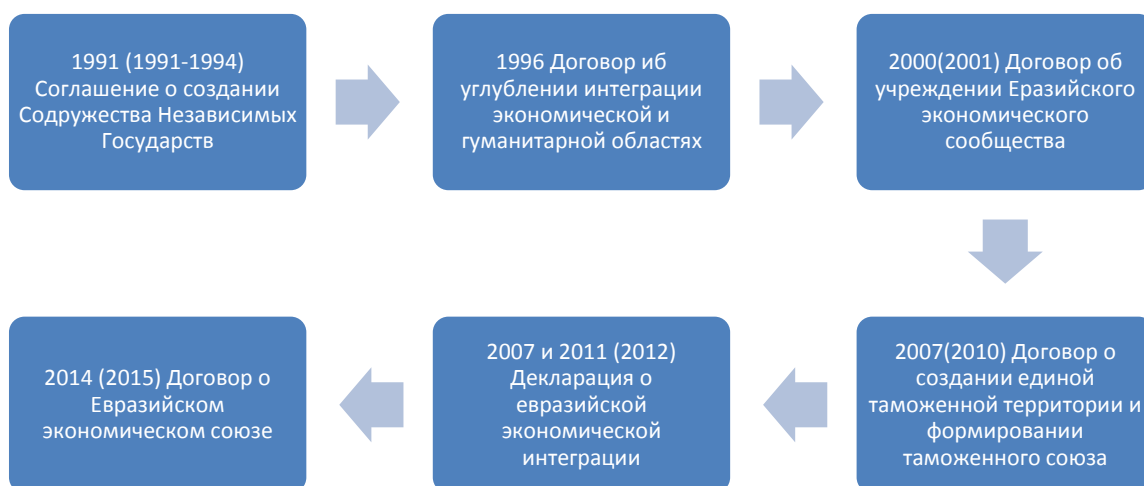 1991 (1991-1994)
Соглашение о создании
Содружества Независимых
Государств
1996 Договор иб
углублении интеграции
экономической и
гуманитарной областях
2000(2001) Договор об
учреждении Еразийского
экономического
сообщества
2007(2010) Договор о
создании единой
таможенной территории и
формировании
таможенного союза
2007 и 2011 (2012)
Декларация о
евразийской
экономической
интеграции
2014 (2015) Договор о
Евразийском
экономическом союзе